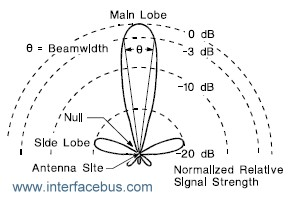 Main Lobe
0 dB
θ = Beamwidth
-3 dB
θ
-10 dB
Null
Side Lobe
Antenna Site
-20 dB
Normalized Relative
Signal Strength
www.interfacebus.com